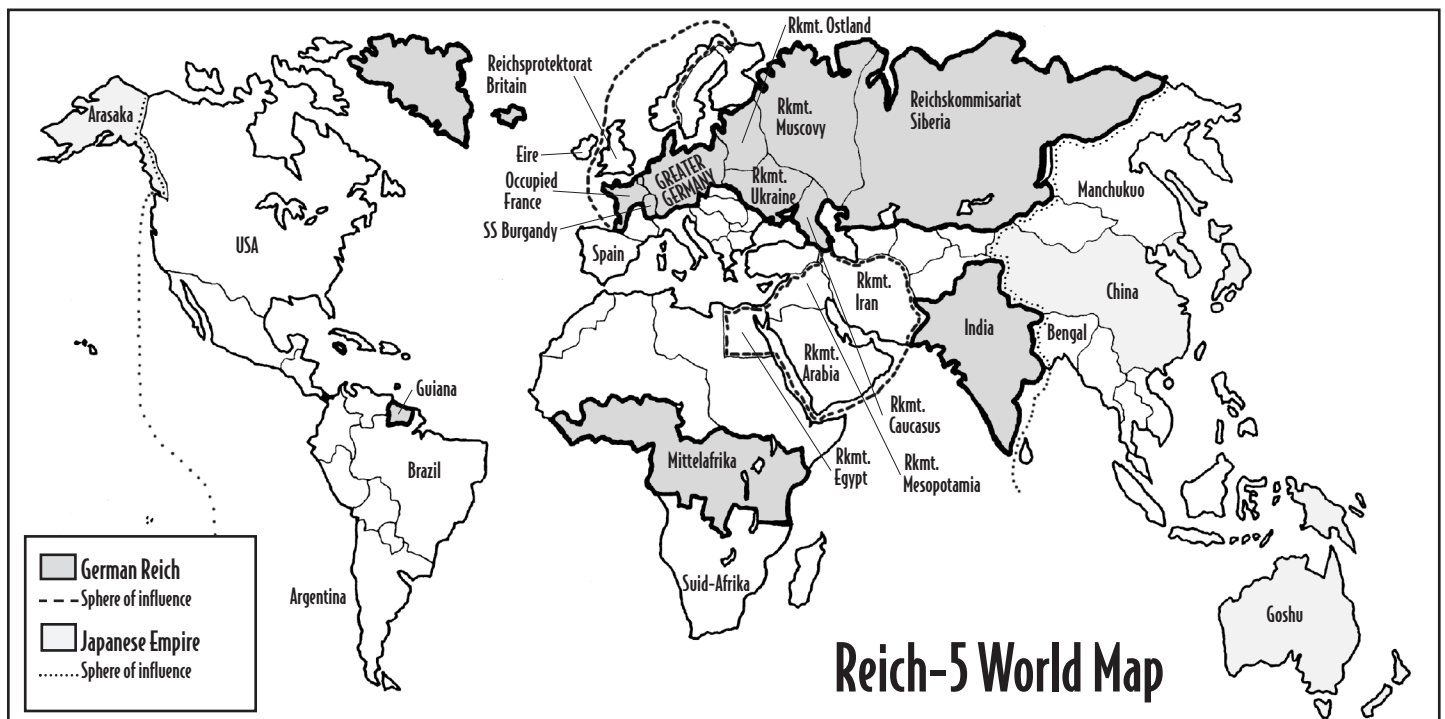 Rkmt. Ostland
Reichsprotektorat
Britain
Arasaka
Rkmt.
Muscovy
Reichskommisariat
Siberia
Eire
Occupied
France
GREATER
GERMANY
Rkmt.
Ukraine
Manchukuo
SS Burgandy
USA
Spain
Rkmt.
Iran
China
India
Bengal
Rkmt.
Arabia
Guiana
Rkmt.
Caucasus
Mittelafrika
Rkmt.
Egypt
Rkmt.
Mesopotamia
Brazil
German Reich
Sphere of influence
Japanese Empire
Sphere of influence
Argentina
Suid-Afrika
Goshu
Reich-5 World Map